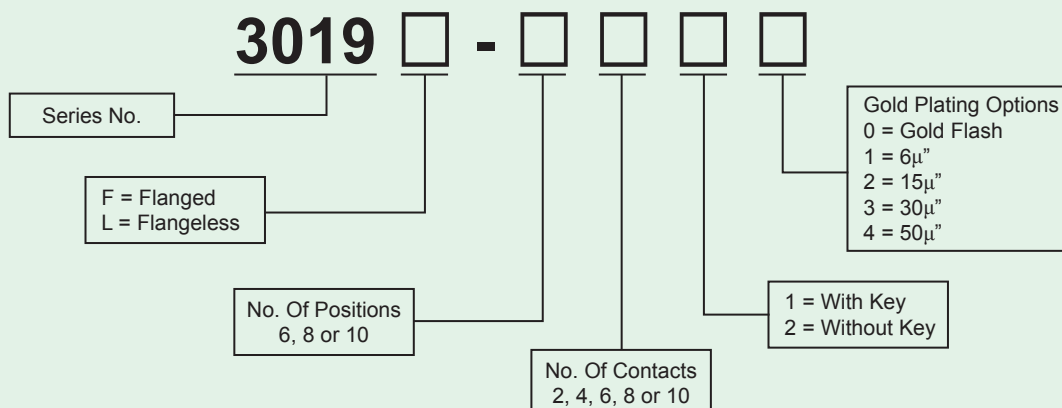 3019 □ - □ □ □ □
Series No.
F = Flanged
L = Flangeless
No. Of Positions
6, 8 or 10
No. Of Contacts
2, 4, 6, 8 or 10
1 = With Key
2 = Without Key
Gold Plating Options
0 = Gold Flash
1 = 6μ”
2 = 15μ”
3 = 30μ”
4 = 50μ”